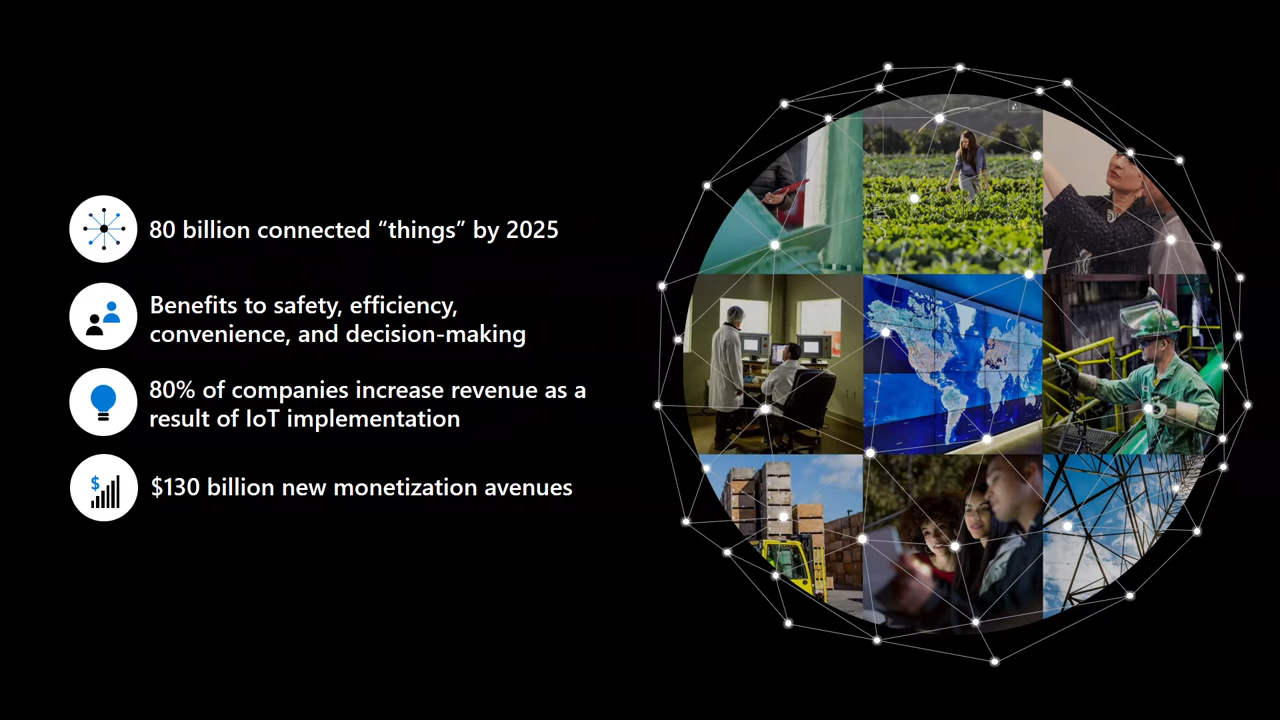 80 billion connected “things” by 2025
Benefits to safety, efficiency,
convenience, and decision-making
80% of companies increase revenue as a
result of IoT implementation
$
$130 billion new monetization avenues